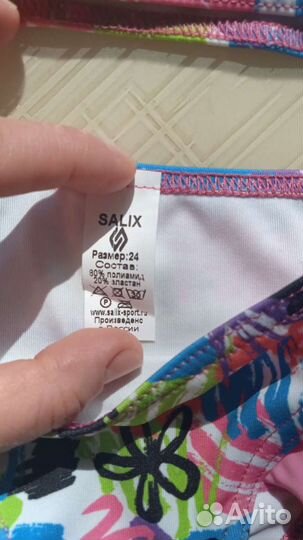 SALIX
Размер:24
Состав:
80% полиамид
20% эластан
www.salix-sport.ru
Произведено
в России
Avito